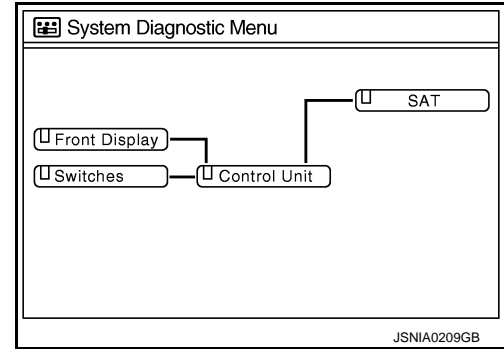 System Diagnostic Menu
SAT
Front Display
Switches
Control Unit
JSNIA0209GB